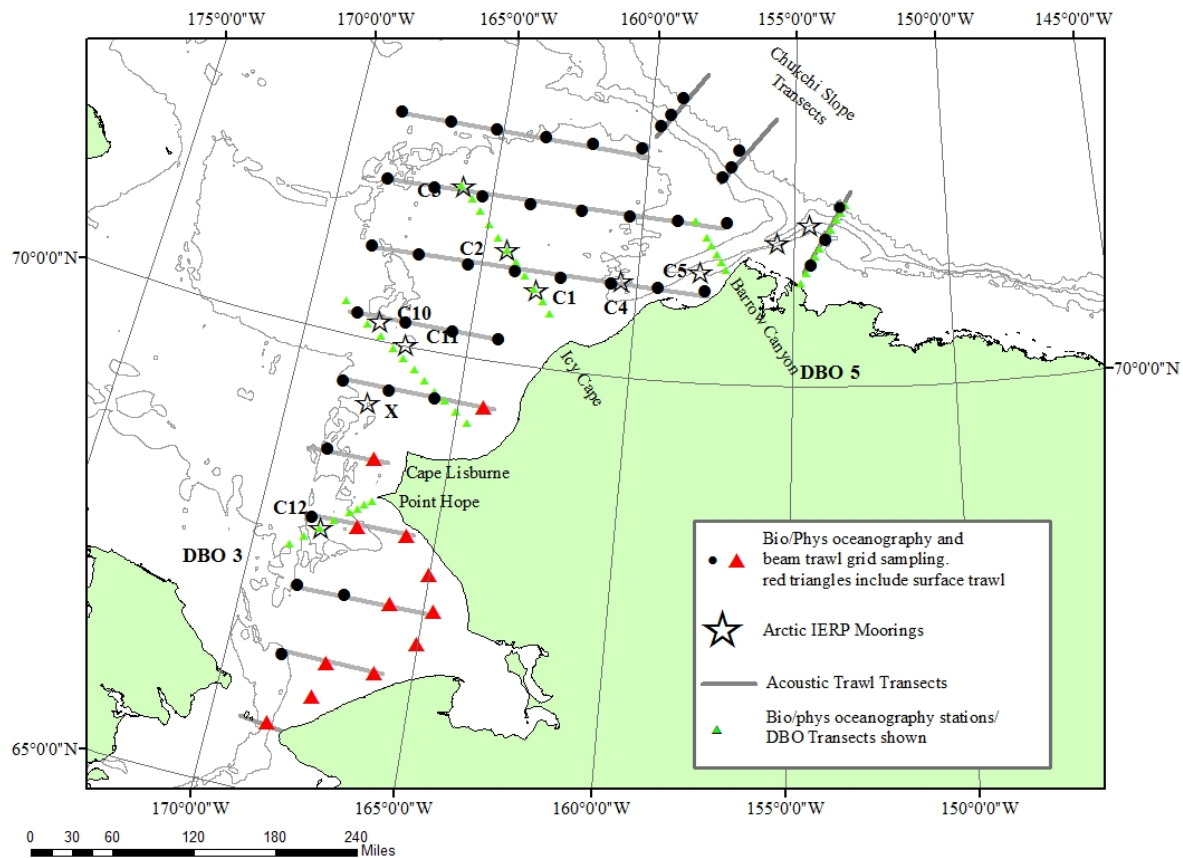 175°0'0"W 170°0'0"W 165°0'0"W 160°0'0"W 155°0'0"W 150°0'0"W 145°0'0"W
Chukchi Slope
Transects
C3
C2
70°0'0"N
C5
C1
C4
C10
C11
Barrow Canyon
Icy Cape
DBO 5
70°0'0"N
X
Cape Lisburne
Point Hope
C12
DBO 3
Bio/Phys oceanography and
beam trawl grid sampling.
red triangles include surface trawl
Arctic IERP Moorings
Acoustic Trawl Transects
Bio/phys oceanography stations/
DBO Transects shown
65°0'0"N
170°0'0"W 165°0'0"W 160°0'0"W 155°0'0"W 150°0'0"W
0 30 60 120 180 240
Miles